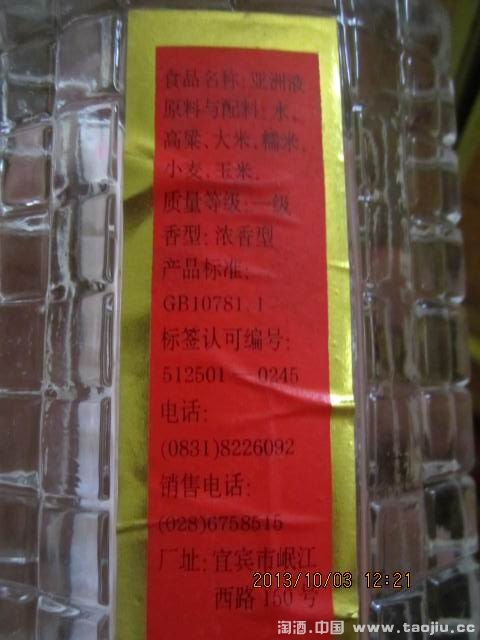 食品名称:亚洲液
原料与配料:水、
高粱、大米、糯米、
小麦、玉米.
质量等级:一级
香型:浓香型
产品标准:
GB10781.1
标签认可编号:
512501—0245
电话:
(0831)8226092
销售电话:
(028)6758515
厂址:宜宾市岷江
西路150号
2013/10/03 12:21
淘酒.中国 www.taojiu.cc